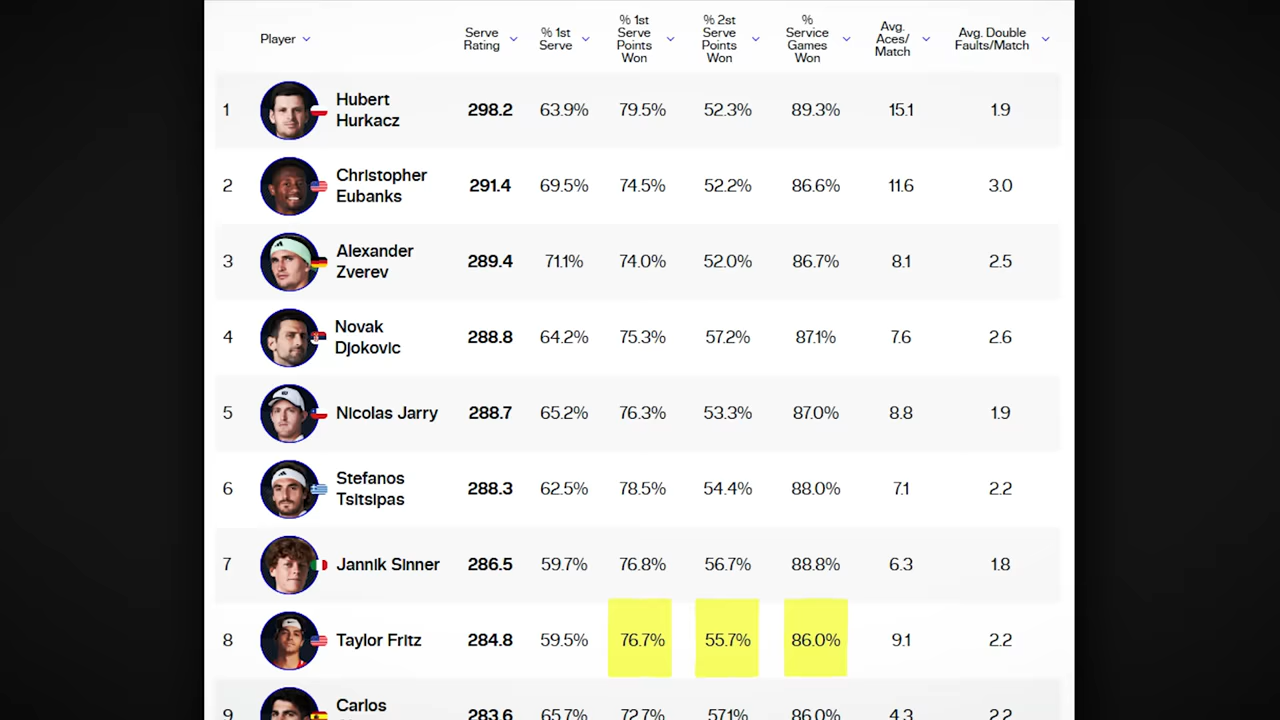 Player
Serve Rating
% 1st Serve
% 1st Serve Points Won
% 2st Serve Points Won
% Service Games Won
Avg. Aces/ Match
Avg. Double Faults/Match
1 Hubert Hurkacz 298.2 63.9% 79.5% 52.3% 89.3% 15.1 1.9
2 Christopher Eubanks 291.4 69.5% 74.5% 52.2% 86.6% 11.6 3.0
3 Alexander Zverev 289.4 71.1% 74.0% 52.0% 86.7% 8.1 2.5
4 Novak Djokovic 288.8 64.2% 75.3% 57.2% 87.1% 7.6 2.6
5 Nicolas Jarry 288.7 65.2% 76.3% 53.3% 87.0% 8.8 1.9
6 Stefanos Tsitsipas 288.3 62.5% 78.5% 54.4% 88.0% 7.1 2.2
7 Jannik Sinner 286.5 59.7% 76.8% 56.7% 88.8% 6.3 1.8
8 Taylor Fritz 284.8 59.5% 76.7% 55.7% 86.0% 9.1 2.2
9 Carlos 283.6 65.7% 72.7% 57.1% 86.0% 4.3 2.2